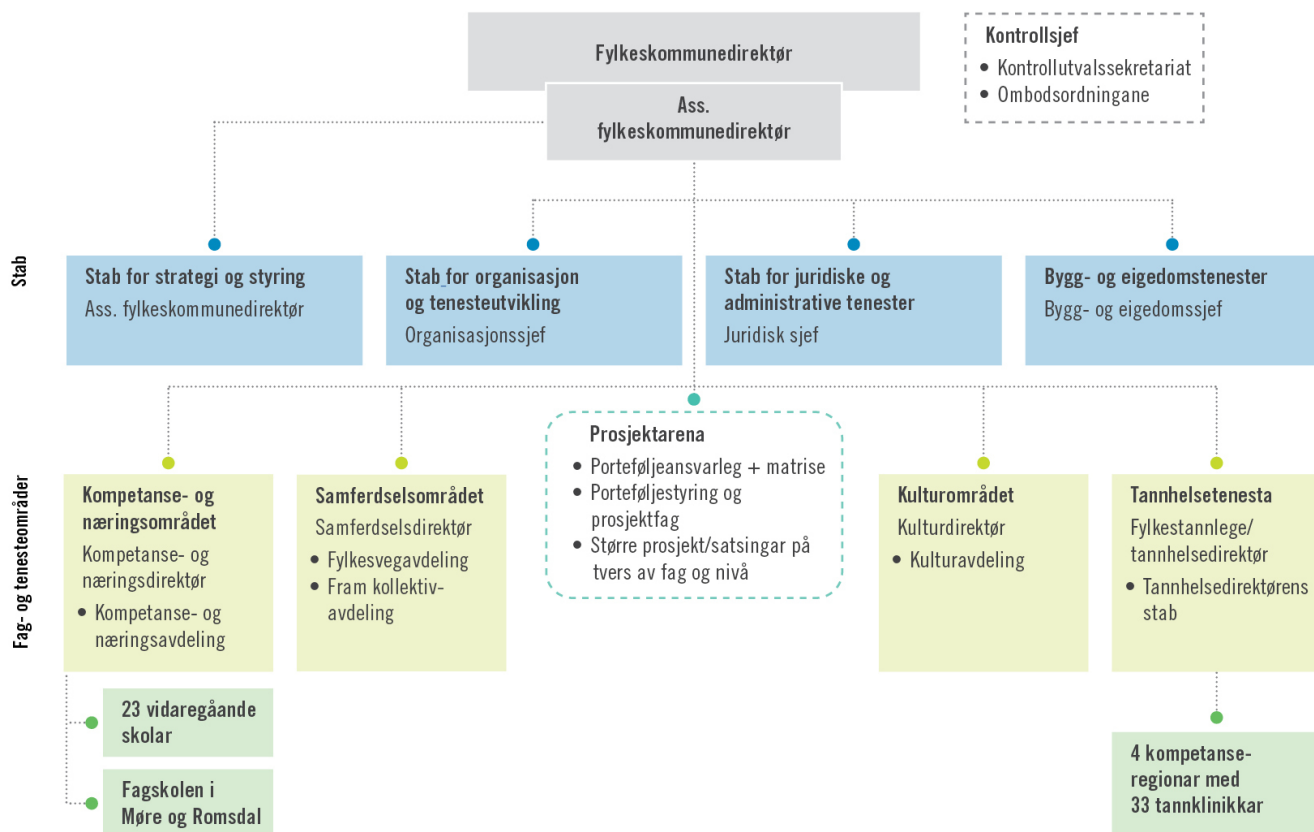 Fylkeskommunedirektør
Ass.
fylkeskommunedirektør
Kontrollsjef
• Kontrollutvalssekretariat
• Ombodsordningane
Stab
Stab for strategi og styring
Ass. fylkeskommunedirektør
Stab for organisasjon
og tenesteutvikling
Organisasjonssjef
Stab for juridiske og
administrative tenester
Juridisk sjef
Bygg- og eigedomstenester
Bygg- og eigedomssjef
Fag- og tenesteområder
Kompetanse- og
næringsområdet
Kompetanse- og
næringsdirektør
• Kompetanse- og
næringsavdeling
Samferdselsområdet
Samferdselsdirektør
• Fylkesvegavdeling
• Fram kollektiv-
avdeling
Prosjektarena
• Porteføljeansvarleg + matrise
• Porteføljestyring og
prosjektfag
• Større prosjekt/satsingar på
tvers av fag og nivå
Kulturområdet
Kulturdirektør
• Kulturavdeling
Tannhelsetenesta
Fylkestannlege/
tannhelsedirektør
• Tannhelsedirektørens
stab
23 vidaregåande
skolar
Fagskolen i
Møre og Romsdal
4 kompetanse-
regionar med
33 tannklinikkar